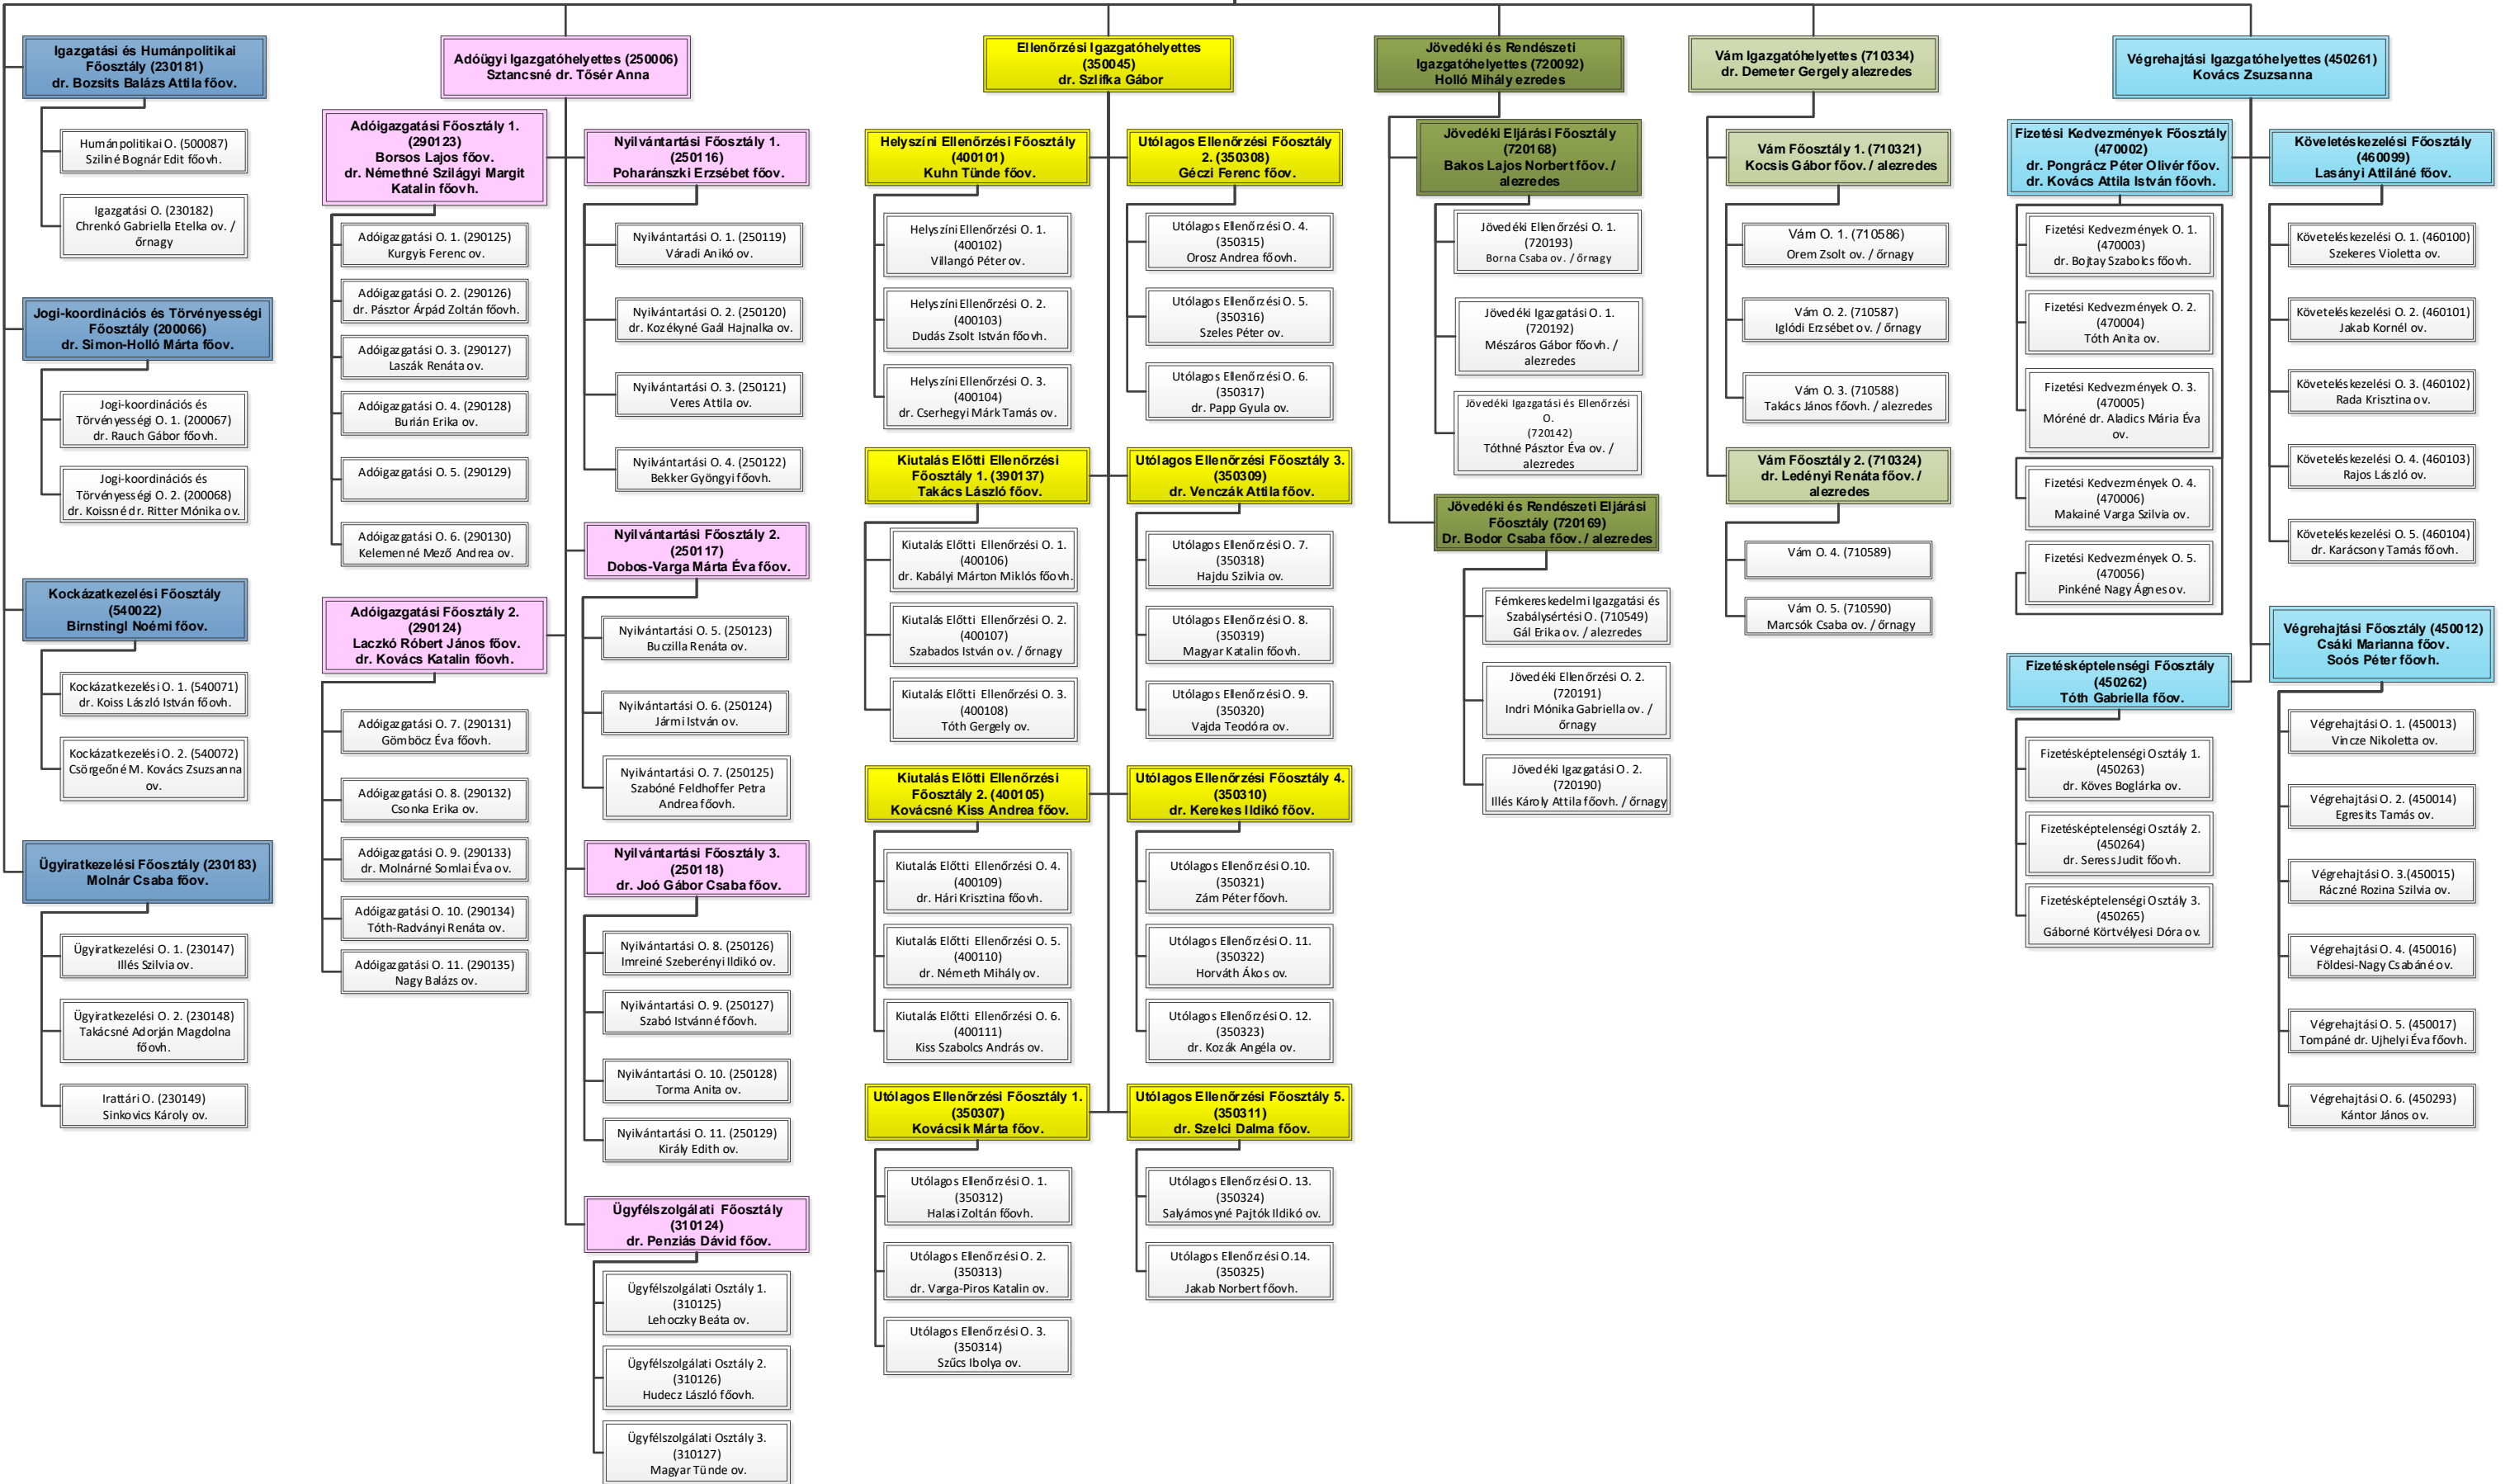 Igazgatási és Humánpolitikai
Főosztály (230181)
dr. Bozsits Balázs Attila főov.
Humánpolitikai O. (500087)
Sziliné Bognár Edit főovh.
Igazgatási O. (230182)
Chrenkó Gabriella Etelka ov. /
őrnagy
Jogi-koordinációs és Törvényességi
Főosztály (200066)
dr. Simon-Holló Márta főov.
Jogi-koordinációs és
Törvényességi O. 1. (200067)
dr. Rauch Gábor főovh.
Jogi-koordinációs és
Törvényességi O. 2. (200068)
dr. Koissné dr. Ritter Mónika ov.
Kockázatkezelési Főosztály
(540022)
Birnstingl Noémi főov.
Kockázatkezelési O. 1. (540071)
dr. Koiss László István főovh.
Kockázatkezelési O. 2. (540072)
Csörgeőné M. Kovács Zsuzsanna
ov.
Ügyiratkezelési Főosztály (230183)
Molnár Csaba főov.
Ügyiratkezelési O. 1. (230147)
Illés Szilvia ov.
Ügyiratkezelési O. 2. (230148)
Takácsné Adorján Magdolna
főovh.
Irattári O. (230149)
Sinkovics Károly ov.
Adóügyi Igazgatóhelyettes (250006)
Sztancsné dr. Tősér Anna
Adóigazgatási Főosztály 1.
(290123)
Borsos Lajos főov.
dr. Némethné Szilágyi Margit
Katalin főovh.
Adóigazgatási O. 1. (290125)
Kurgyis Ferenc ov.
Adóigazgatási O. 2. (290126)
dr. Pásztor Árpád Zoltán főovh.
Adóigazgatási O. 3. (290127)
Laszák Renáta ov.
Adóigazgatási O. 4. (290128)
Burián Erika ov.
Adóigazgatási O. 5. (290129)
Adóigazgatási O. 6. (290130)
Kelemenné Mező Andrea ov.
Adóigazgatási Főosztály 2.
(290124)
Laczkó Róbert János főov.
dr. Kovács Katalin főovh.
Adóigazgatási O. 7. (290131)
Gömböcz Éva főovh.
Adóigazgatási O. 8. (290132)
Csonka Erika ov.
Adóigazgatási O. 9. (290133)
dr. Molnárné Somlai Éva ov.
Adóigazgatási O. 10. (290134)
Tóth-Radványi Renáta ov.
Adóigazgatási O. 11. (290135)
Nagy Balázs ov.
Nyilvántartási Főosztály 1.
(250116)
Poharánszki Erzsébet főov.
Nyilvántartási O. 1. (250119)
Váradi Anikó ov.
Nyilvántartási O. 2. (250120)
dr. Kozékyné Gaál Hajnalka ov.
Nyilvántartási O. 3. (250121)
Veres Attila ov.
Nyilvántartási O. 4. (250122)
Bekker Gyöngyi főovh.
Nyilvántartási Főosztály 2.
(250117)
Dobos-Varga Márta Éva főov.
Nyilvántartási O. 5. (250123)
Buczilla Renáta ov.
Nyilvántartási O. 6. (250124)
Jármi István ov.
Nyilvántartási O. 7. (250125)
Szabóné Feldhoffer Petra
Andrea főovh.
Nyilvántartási Főosztály 3.
(250118)
dr. Joó Gábor Csaba főov.
Nyilvántartási O. 8. (250126)
Imreiné Szeberényi Ildikó ov.
Nyilvántartási O. 9. (250127)
Szabó Istvánné főovh.
Nyilvántartási O. 10. (250128)
Torma Anita ov.
Nyilvántartási O. 11. (250129)
Király Edith ov.
Ügyfélszolgálati Főosztály
(310124)
dr. Penziás Dávid főov.
Ügyfélszolgálati Osztály 1.
(310125)
Lehoczky Beáta ov.
Ügyfélszolgálati Osztály 2.
(310126)
Hudecz László főovh.
Ügyfélszolgálati Osztály 3.
(310127)
Magyar Tünde ov.
Ellenőrzési Igazgatóhelyettes
(350045)
dr. Szlifka Gábor
Helyszíni Ellenőrzési Főosztály
(400101)
Kuhn Tünde főov.
Helyszíni Ellenőrzési O. 1.
(400102)
Villangó Péter ov.
Helyszíni Ellenőrzési O. 2.
(400103)
Dudás Zsolt István főovh.
Helyszíni Ellenőrzési O. 3.
(400104)
dr. Cserhegyi Márk Tamás ov.
Kiutalás Előtti Ellenőrzési
Főosztály 1. (390137)
Takács László főov.
Kiutalás Előtti Ellenőrzési O. 1.
(400106)
dr. Kabályi Márton Miklós főovh.
Kiutalás Előtti Ellenőrzési O. 2.
(400107)
Szabados István ov. / őrnagy
Kiutalás Előtti Ellenőrzési O. 3.
(400108)
Tóth Gergely ov.
Kiutalás Előtti Ellenőrzési
Főosztály 2. (400105)
Kovácsné Kiss Andrea főov.
Kiutalás Előtti Ellenőrzési O. 4.
(400109)
dr. Hári Krisztina főovh.
Kiutalás Előtti Ellenőrzési O. 5.
(400110)
dr. Németh Mihály ov.
Kiutalás Előtti Ellenőrzési O. 6.
(400111)
Kiss Szabolcs András ov.
Utólagos Ellenőrzési Főosztály 1.
(350307)
Kovácsik Márta főov.
Utólagos Ellenőrzési O. 1.
(350312)
Halasi Zoltán főovh.
Utólagos Ellenőrzési O. 2.
(350313)
dr. Varga-Piros Katalin ov.
Utólagos Ellenőrzési O. 3.
(350314)
Szűcs Ibolya ov.
Utólagos Ellenőrzési Főosztály
2. (350308)
Géczi Ferenc főov.
Utólagos Ellenőrzési O. 4.
(350315)
Orosz Andrea főovh.
Utólagos Ellenőrzési O. 5.
(350316)
Szeles Péter ov.
Utólagos Ellenőrzési O. 6.
(350317)
dr. Papp Gyula ov.
Utólagos Ellenőrzési Főosztály 3.
(350309)
dr. Venczák Attila főov.
Utólagos Ellenőrzési O. 7.
(350318)
Hajdu Szilvia ov.
Utólagos Ellenőrzési O. 8.
(350319)
Magyar Katalin főovh.
Utólagos Ellenőrzési O. 9.
(350320)
Vajda Teodóra ov.
Utólagos Ellenőrzési Főosztály 4.
(350310)
dr. Kerekes Ildikó főov.
Utólagos Ellenőrzési O.10.
(350321)
Zám Péter főovh.
Utólagos Ellenőrzési O. 11.
(350322)
Horváth Ákos ov.
Utólagos Ellenőrzési O. 12.
(350323)
dr. Kozák Angéla ov.
Utólagos Ellenőrzési Főosztály 5.
(350311)
dr. Szelci Dalma főov.
Utólagos Ellenőrzési O. 13.
(350324)
Salyámosyné Pajtók Ildikó ov.
Utólagos Ellenőrzési O.14.
(350325)
Jakab Norbert főovh.
Jövedéki és Rendészeti
Igazgatóhelyettes (720092)
Holló Mihály ezredes
Jövedéki Eljárási Főosztály
(720168)
Bakos Lajos Norbert főov. /
alezredes
Jövedéki Ellenőrzési O. 1.
(720193)
Borna Csaba ov. / őrnagy
Jövedéki Igazgatási O. 1.
(720192)
Mészáros Gábor főovh. /
alezredes
Jövedéki Igazgatási és Ellenőrzési
O.
(720142)
Tóthné Pásztor Éva ov. /
alezredes
Jövedéki és Rendészeti Eljárási
Főosztály (720169)
Dr. Bodor Csaba főov. / alezredes
Fémkereskedelmi Igazgatási és
Szabálysértési O. (710549)
Gál Erika ov. / alezredes
Jövedéki Ellenőrzési O. 2.
(720191)
Indri Mónika Gabriella ov. /
őrnagy
Jövedéki Igazgatási O. 2.
(720190)
Illés Károly Attila főovh. / őrnagy
Vám Igazgatóhelyettes (710334)
dr. Demeter Gergely alezredes
Vám Főosztály 1. (710321)
Kocsis Gábor főov. / alezredes
Vám O. 1. (710586)
Orem Zsolt ov. / őrnagy
Vám O. 2. (710587)
Iglódi Erzsébet ov. / őrnagy
Vám O. 3. (710588)
Takács János főovh. / alezredes
Vám Főosztály 2. (710324)
dr. Ledényi Renáta főov. /
alezredes
Vám O. 4. (710589)
Vám O. 5. (710590)
Marcsók Csaba ov. / őrnagy
Végrehajtási Igazgatóhelyettes (450261)
Kovács Zsuzsanna
Fizetési Kedvezmények Főosztály
(470002)
dr. Pongrácz Péter Olivér főov.
dr. Kovács Attila István főovh.
Fizetési Kedvezmények O. 1.
(470003)
dr. Bojtay Szabolcs főovh.
Fizetési Kedvezmények O. 2.
(470004)
Tóth Anita ov.
Fizetési Kedvezmények O. 3.
(470005)
Móréné dr. Aladics Mária Éva
ov.
Fizetési Kedvezmények O. 4.
(470006)
Makainé Varga Szilvia ov.
Fizetési Kedvezmények O. 5.
(470056)
Pinkéné Nagy Ágnes ov.
Fizetésképtelenségi Főosztály
(450262)
Tóth Gabriella főov.
Fizetésképtelenségi Osztály 1.
(450263)
dr. Köves Boglárka ov.
Fizetésképtelenségi Osztály 2.
(450264)
dr. Seress Judit főovh.
Fizetésképtelenségi Osztály 3.
(450265)
Gáborné Körtvélyesi Dóra ov.
Követeléskezelési Főosztály
(460099)
Lasányi Attiláné főov.
Követeléskezelési O. 1. (460100)
Szekeres Violetta ov.
Követeléskezelési O. 2. (460101)
Jakab Kornél ov.
Követeléskezelési O. 3. (460102)
Rada Krisztina ov.
Követeléskezelési O. 4. (460103)
Rajos László ov.
Követeléskezelési O. 5. (460104)
dr. Karácsony Tamás főovh.
Végrehajtási Főosztály (450012)
Csáki Marianna főov.
Soós Péter főovh.
Végrehajtási O. 1. (450013)
Vincze Nikoletta ov.
Végrehajtási O. 2. (450014)
Egresits Tamás ov.
Végrehajtási O. 3.(450015)
Ráczné Rozina Szilvia ov.
Végrehajtási O. 4. (450016)
Földesi-Nagy Csabáné ov.
Végrehajtási O. 5. (450017)
Tompáné dr. Ujhelyi Éva főovh.
Végrehajtási O. 6. (450293)
Kántor János ov.